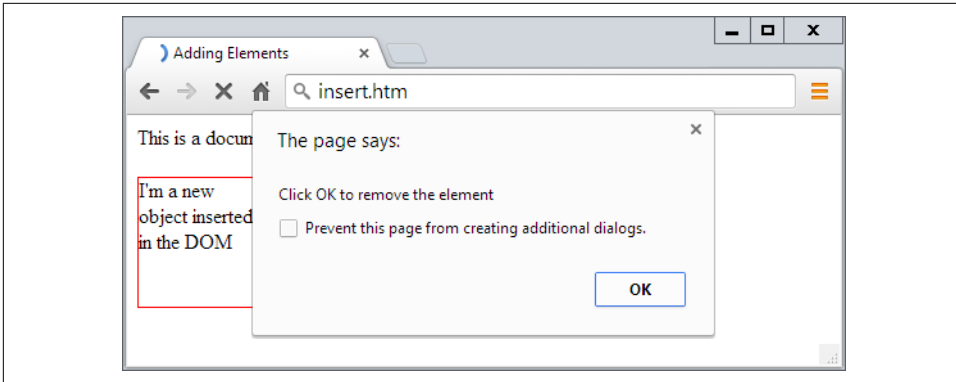 Adding Elements
insert.htm
This is a docum
The page says:
I'm a new
object inserted
in the DOM
Click OK to remove the element
Prevent this page from creating additional dialogs.
OK